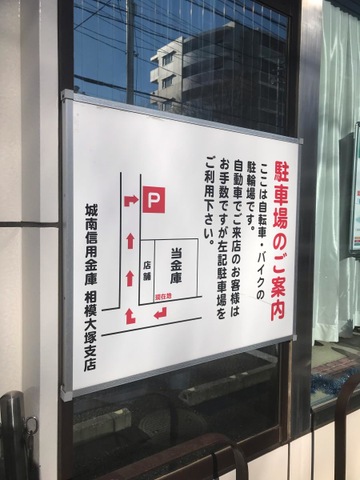 駐車場のご案内
ここは自転車・バイクの
駐輪場です。
自動車でご来店のお客様は
お手数ですが左記駐車場を
ご利用下さい。
P
当金庫
店舗
現在地
城南信用金庫 相模大塚支店